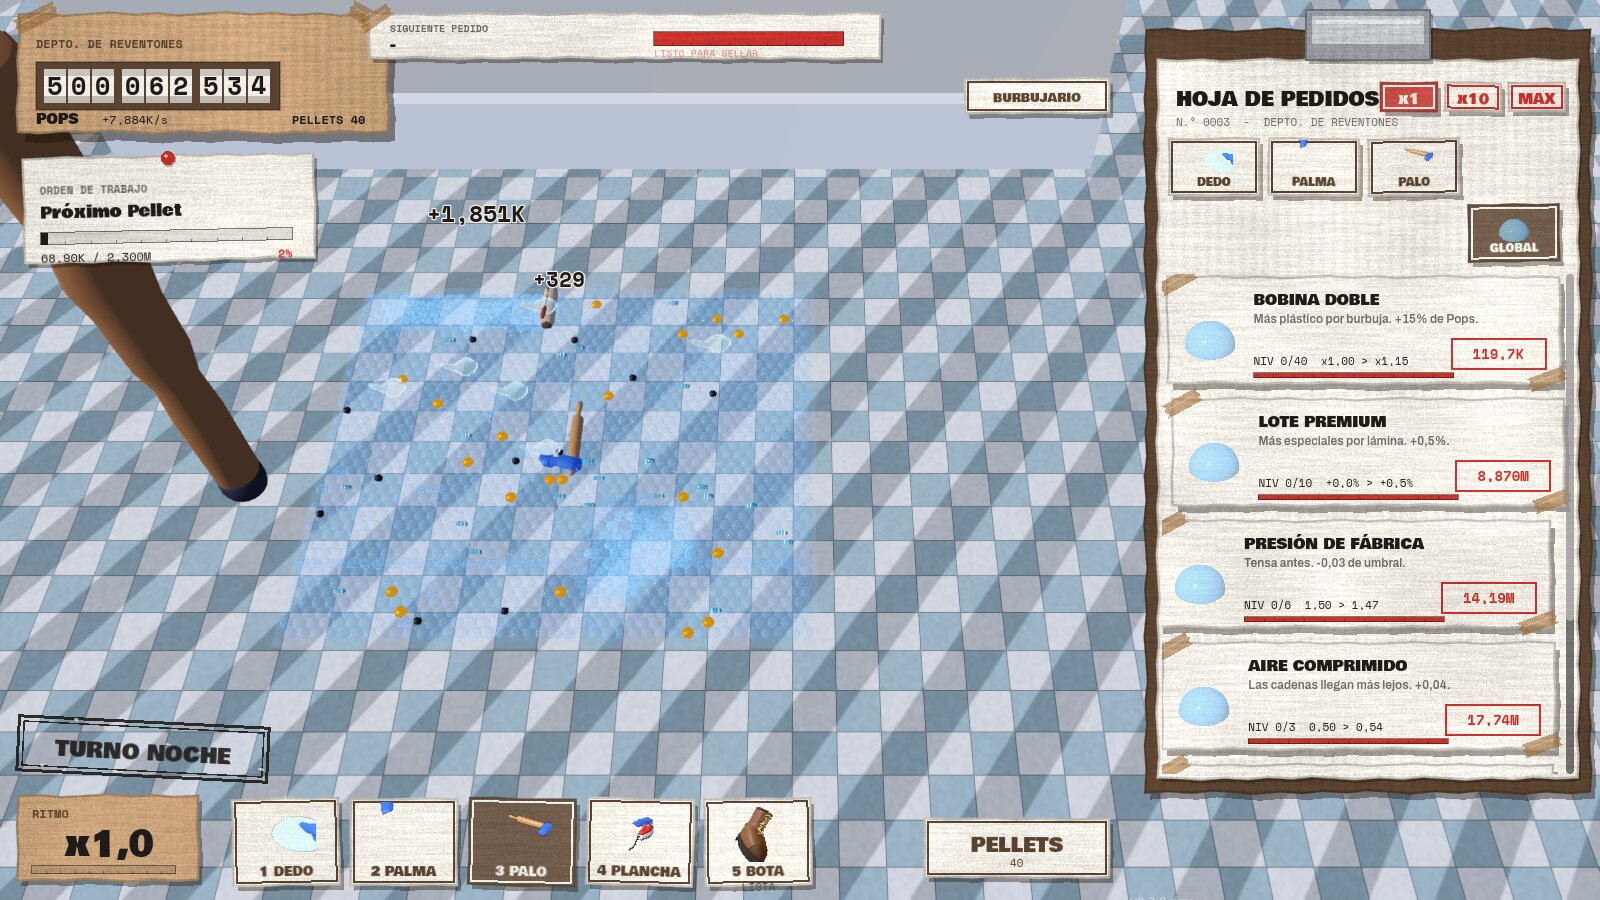 DEPTO. DE REVENTONES
500 062 534
POPS +7,884K/s PELLETS 40
SIGUIENTE PEDIDO
-
LISTO PARA SELLAR
BURBUJARIO
ORDEN DE TRABAJO
Próximo Pellet
68,90K / 2,300M 2%
+1,851K
+329
HOJA DE PEDIDOS x1 x10 MAX
N.º 0003 - DEPTO. DE REVENTONES
DEDO PALMA PALO
GLOBAL
BOBINA DOBLE
Más plástico por burbuja. +15% de Pops.
NIV 0/40 x1,00 > x1,15 119,7K
LOTE PREMIUM
Más especiales por lámina. +0,5%.
NIV 0/10 +0,0% > +0,5% 8,870M
PRESIÓN DE FÁBRICA
Tensa antes. -0,03 de umbral.
NIV 0/6 1,50 > 1,47 14,19M
AIRE COMPRIMIDO
Las cadenas llegan más lejos. +0,04.
NIV 0/3 0,50 > 0,54 17,74M
TURNO NOCHE
RITMO
x1,0
1 DEDO 2 PALMA 3 PALO 4 PLANCHA 5 BOTA
LISTA
PELLETS
40